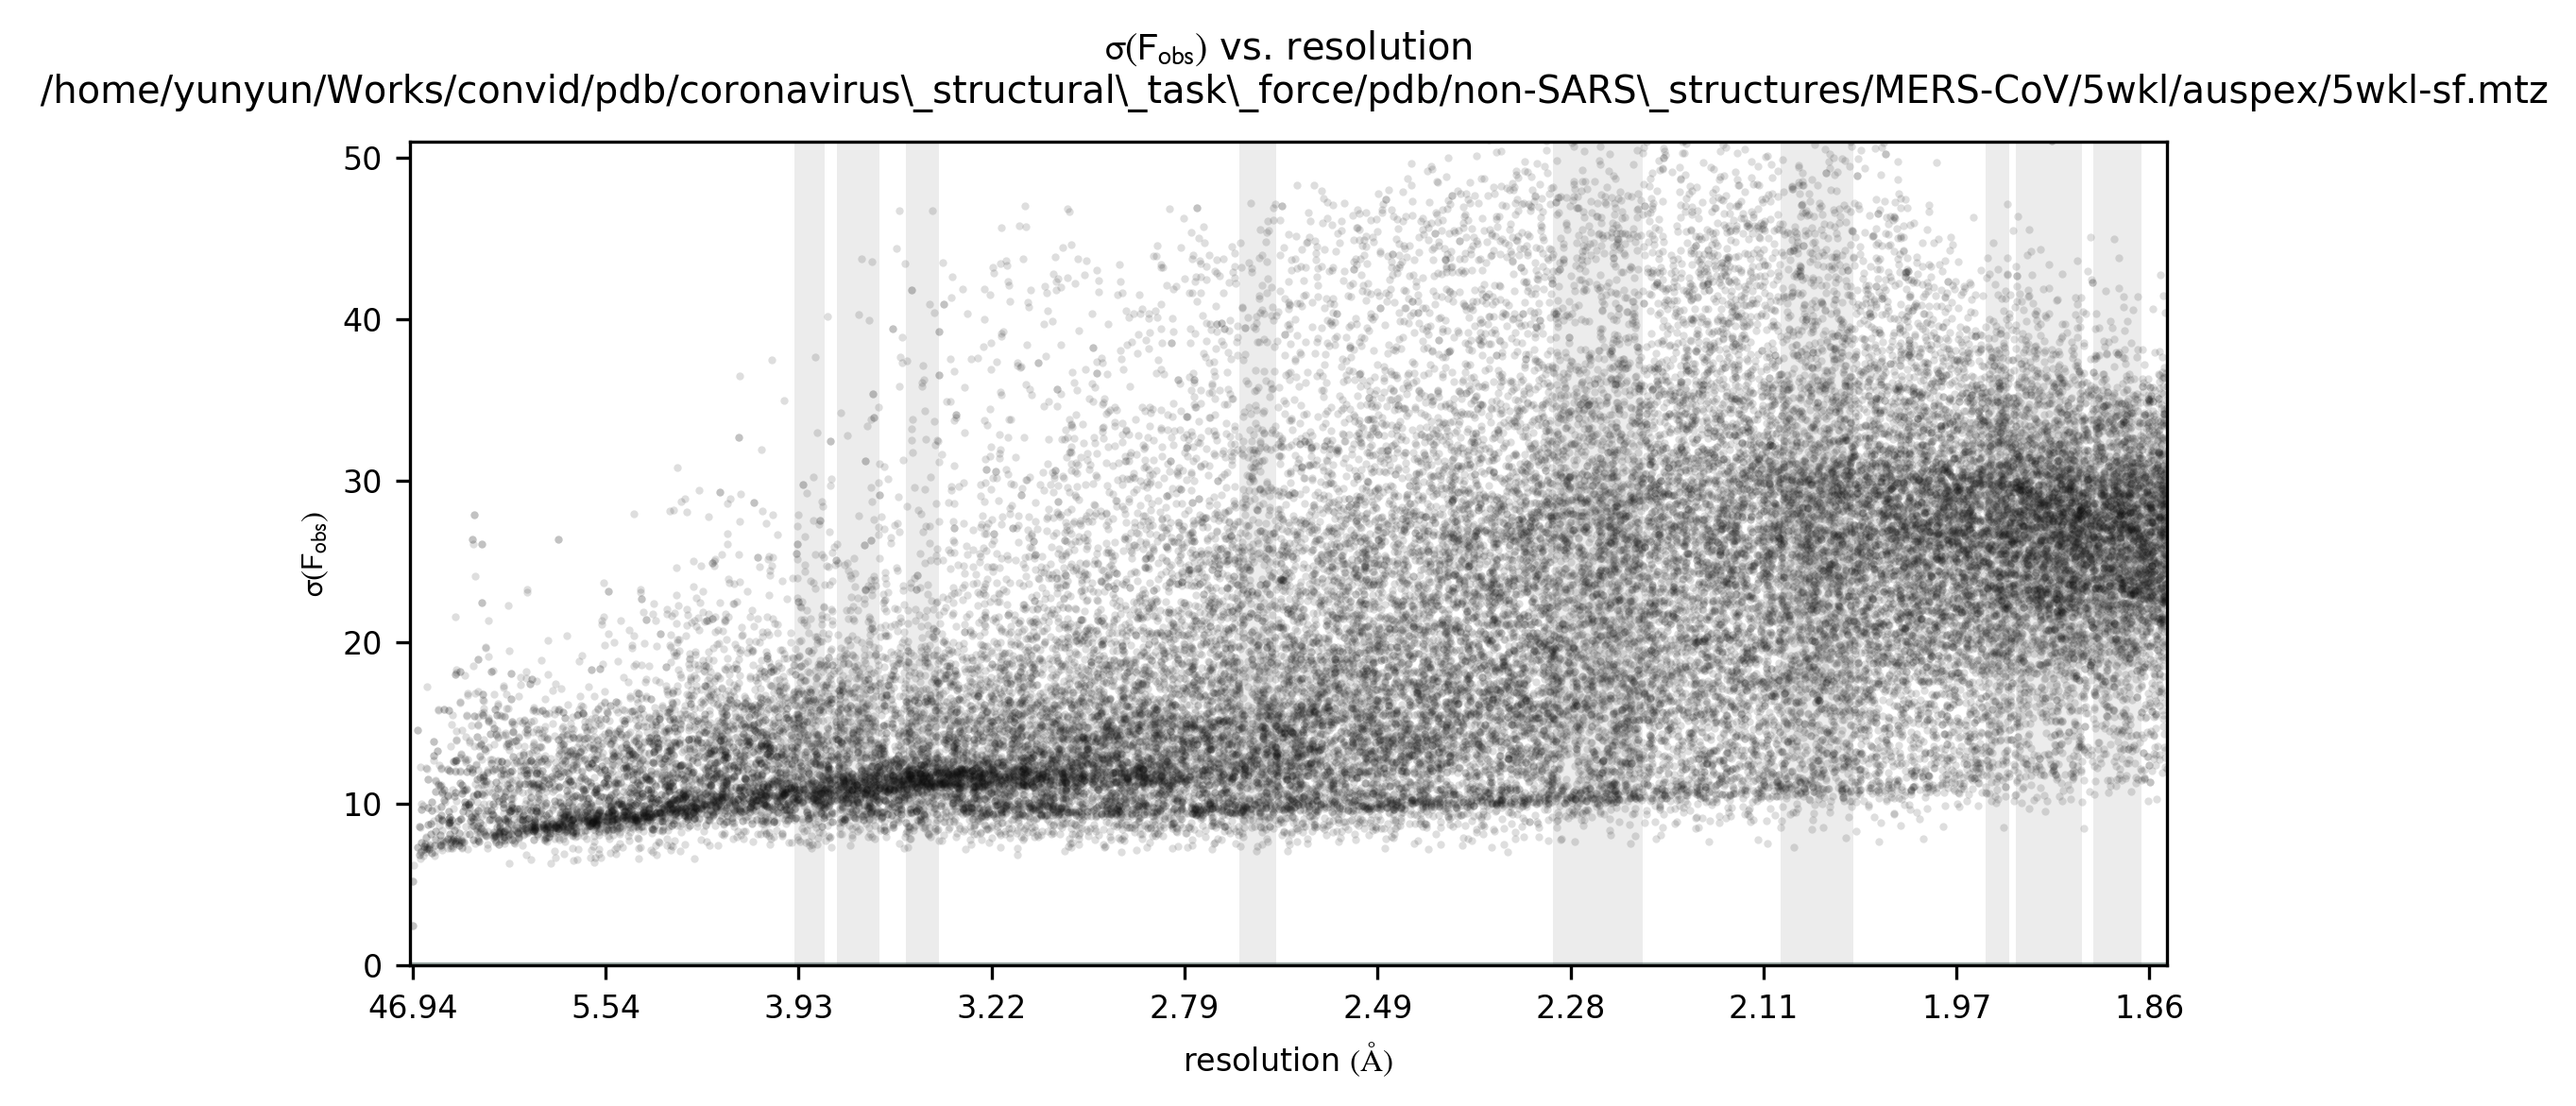 σ(Fobs) vs. resolution
/home/yunyun/Works/convid/pdb/coronavirus\_structural\_task\_force/pdb/non-SARS\_structures/MERS-CoV/5wkl/auspex/5wkl-sf.mtz
50
40
30
20
10
0
σ(Fobs)
46.94 5.54 3.93 3.22 2.79 2.49 2.28 2.11 1.97 1.86
resolution (Å)